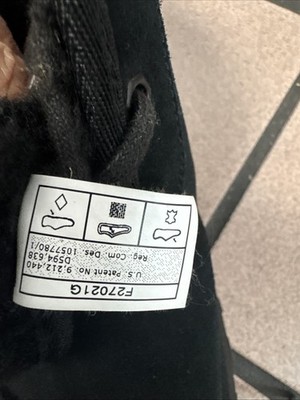 F27021G
U.S. Patent No. 9,212,440
D594,638
Reg. Com. Des. 1057780/1